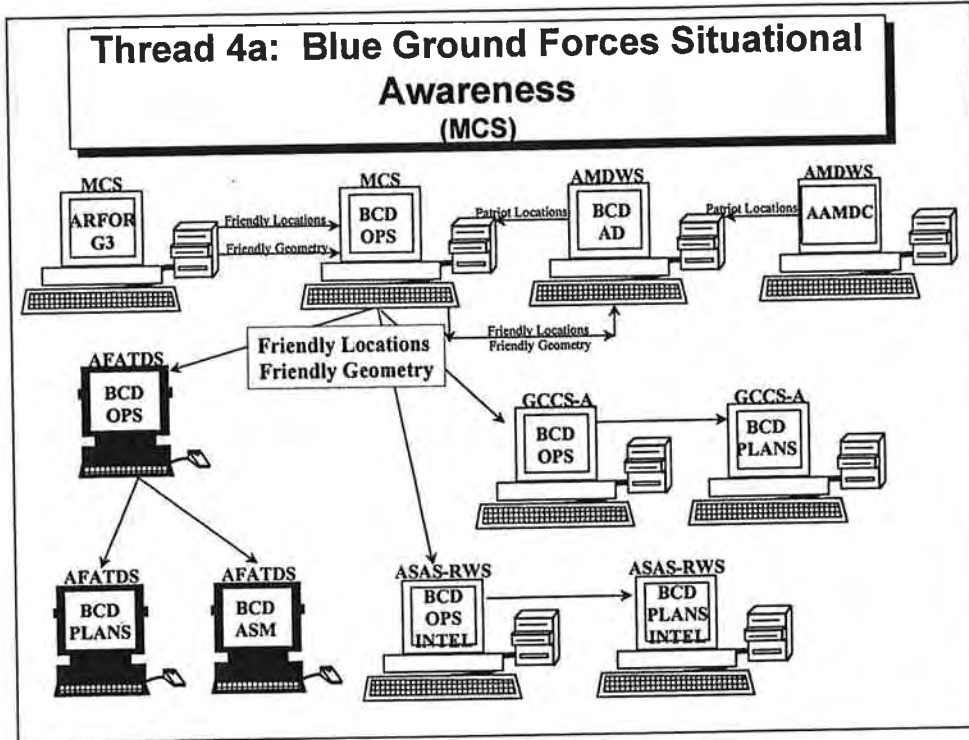 Thread 4a: Blue Ground Forces Situational
Awareness
(MCS)
MCS
ARFOR
G3
Friendly Locations
Friendly Geometry
MCS
BCD
OPS
Patriot Locations
AMDWS
BCD
AD
Patriot Locations
AMDWS
AAMDC
Friendly Locations
Friendly Geometry
Friendly Locations
Friendly Geometry
AFATDS
BCD
OPS
GCCS-A
BCD
OPS
GCCS-A
BCD
PLANS
AFATDS
BCD
PLANS
AFATDS
BCD
ASM
ASAS-RWS
BCD
OPS
INTEL
ASAS-RWS
BCD
PLANS
INTEL